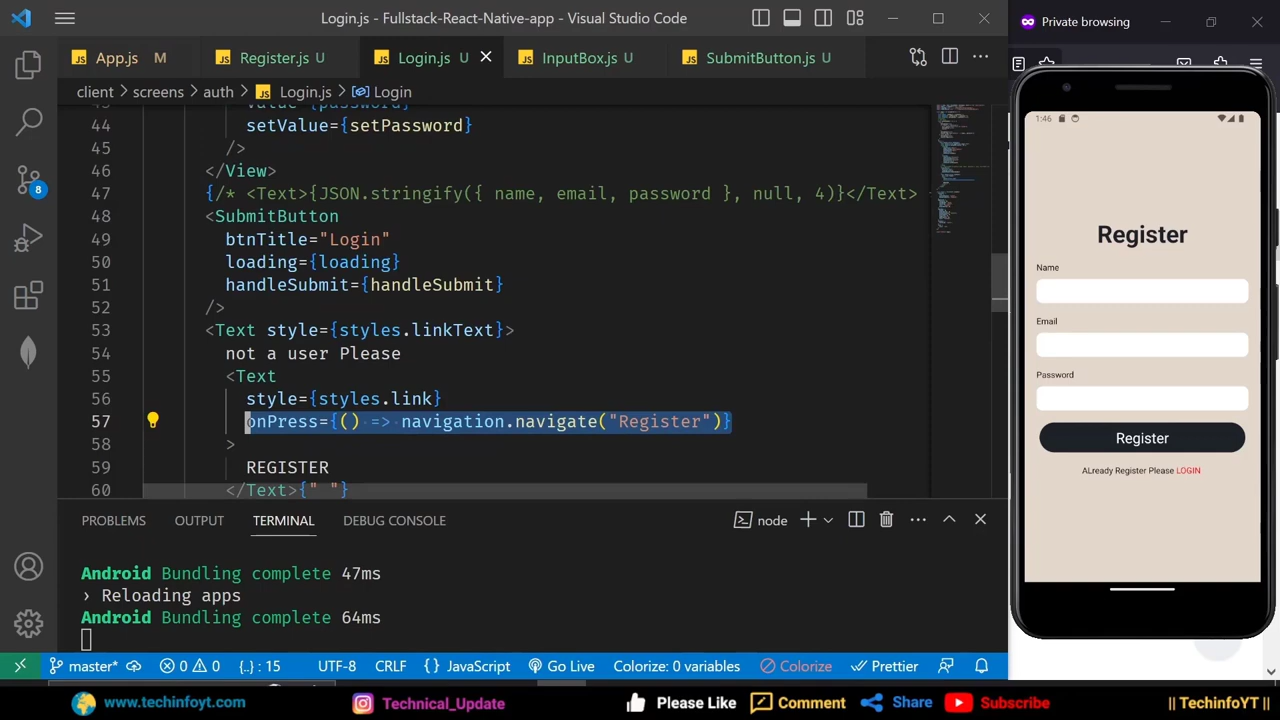 Login.js - Fullstack-React-Native-app - Visual Studio Code
App.js M
Register.js U
Login.js U
InputBox.js U
SubmitButton.js U
client > screens > auth > Login.js > Login
value={password}
44 setValue={setPassword}
45 />
46 </View>
47 {/* <Text>{JSON.stringify({ name, email, password }, null, 4)}</Text>
48 <SubmitButton
49 btnTitle="Login"
50 loading={loading}
51 handleSubmit={handleSubmit}
52 />
53 <Text style={styles.linkText}>
54 not a user Please
55 <Text
56 style={styles.link}
57 onPress={() => navigation.navigate("Register")}
58 >
59 REGISTER
60 </Text>{" "}
8
PROBLEMS OUTPUT TERMINAL DEBUG CONSOLE
node
Android Bundling complete 47ms
› Reloading apps
Android Bundling complete 64ms
master* 0 0 {..} : 15 UTF-8 CRLF {} JavaScript Go Live Colorize: 0 variables Colorize Prettier
Private browsing
1:46
Register
Name
Email
Password
Register
ALready Register Please LOGIN
www.techinfoyt.com
Technical_Update
Please Like
Comment
Share
Subscribe
|| TechinfoYT ||